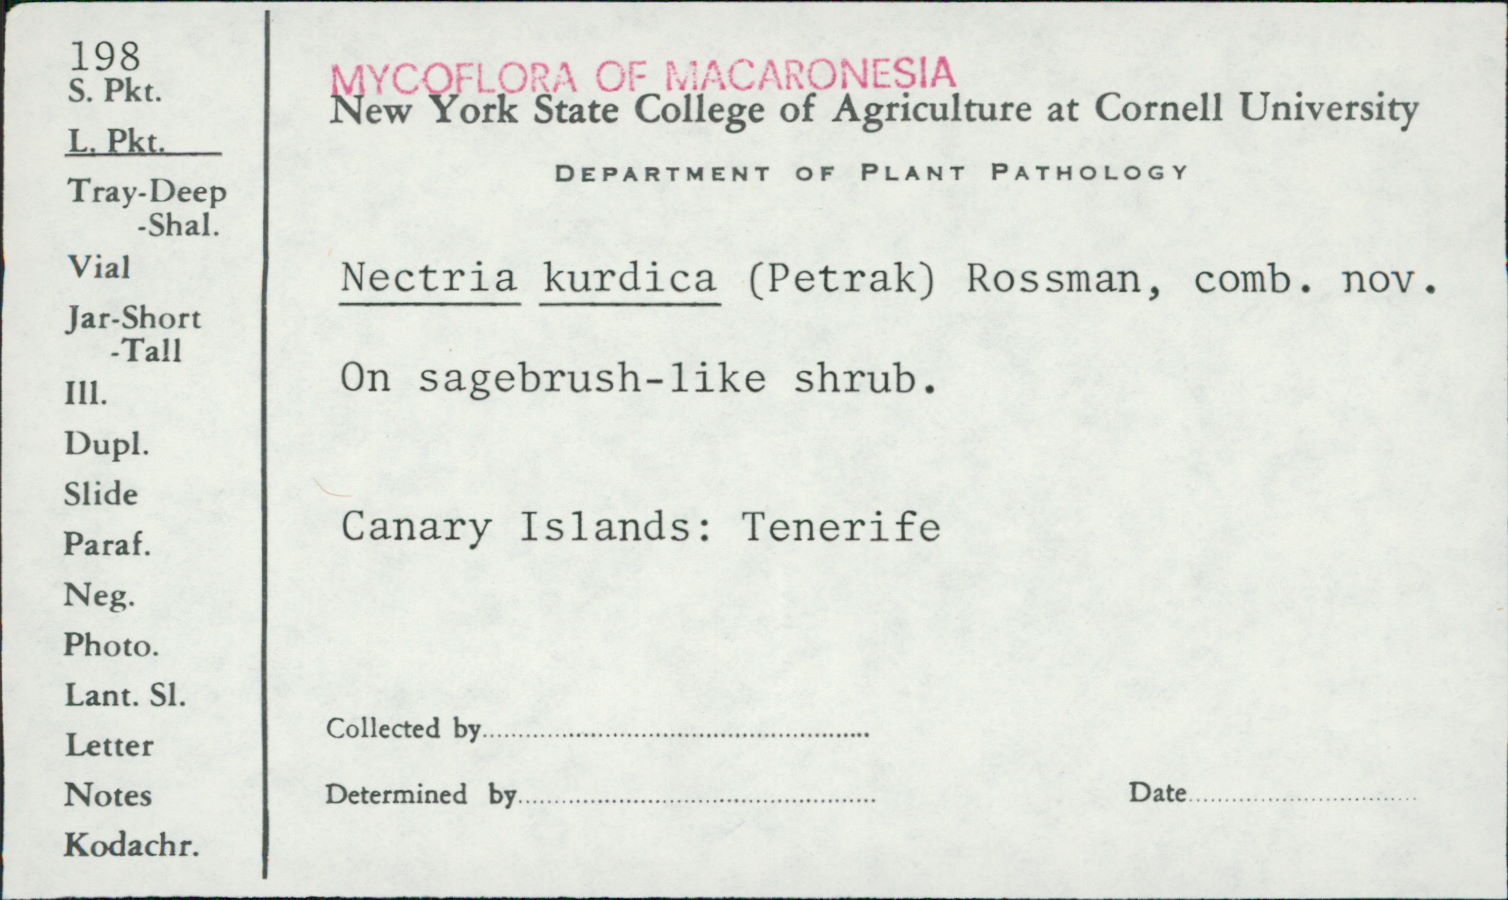 198
S. Pkt.
L. Pkt.
Tray-Deep
-Shal.
Vial
Jar-Short
-Tall
Ill.
Dupl.
Slide
Paraf.
Neg.
Photo.
Lant. Sl.
Letter
Notes
Kodachr.
MYCOFLORA OF MACARONESIA
New York State College of Agriculture at Cornell University
DEPARTMENT OF PLANT PATHOLOGY
Nectria kurdica (Petrak) Rossman, comb. nov.
On sagebrush-like shrub.
Canary Islands: Tenerife
Collected by
Determined by
Date